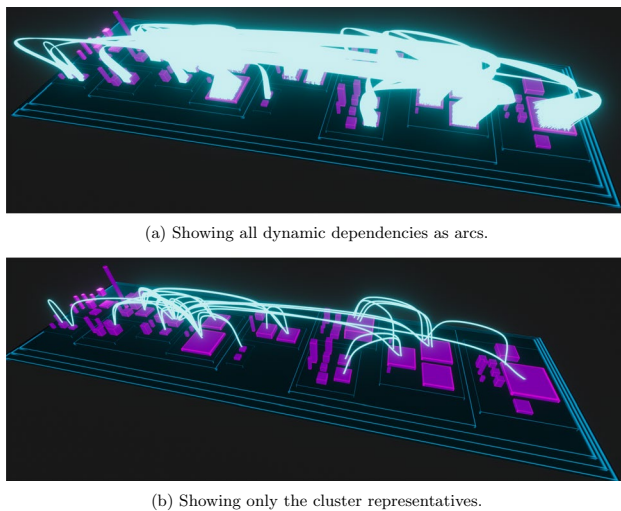 (a) Showing all dynamic dependencies as arcs.
(b) Showing only the cluster representatives.